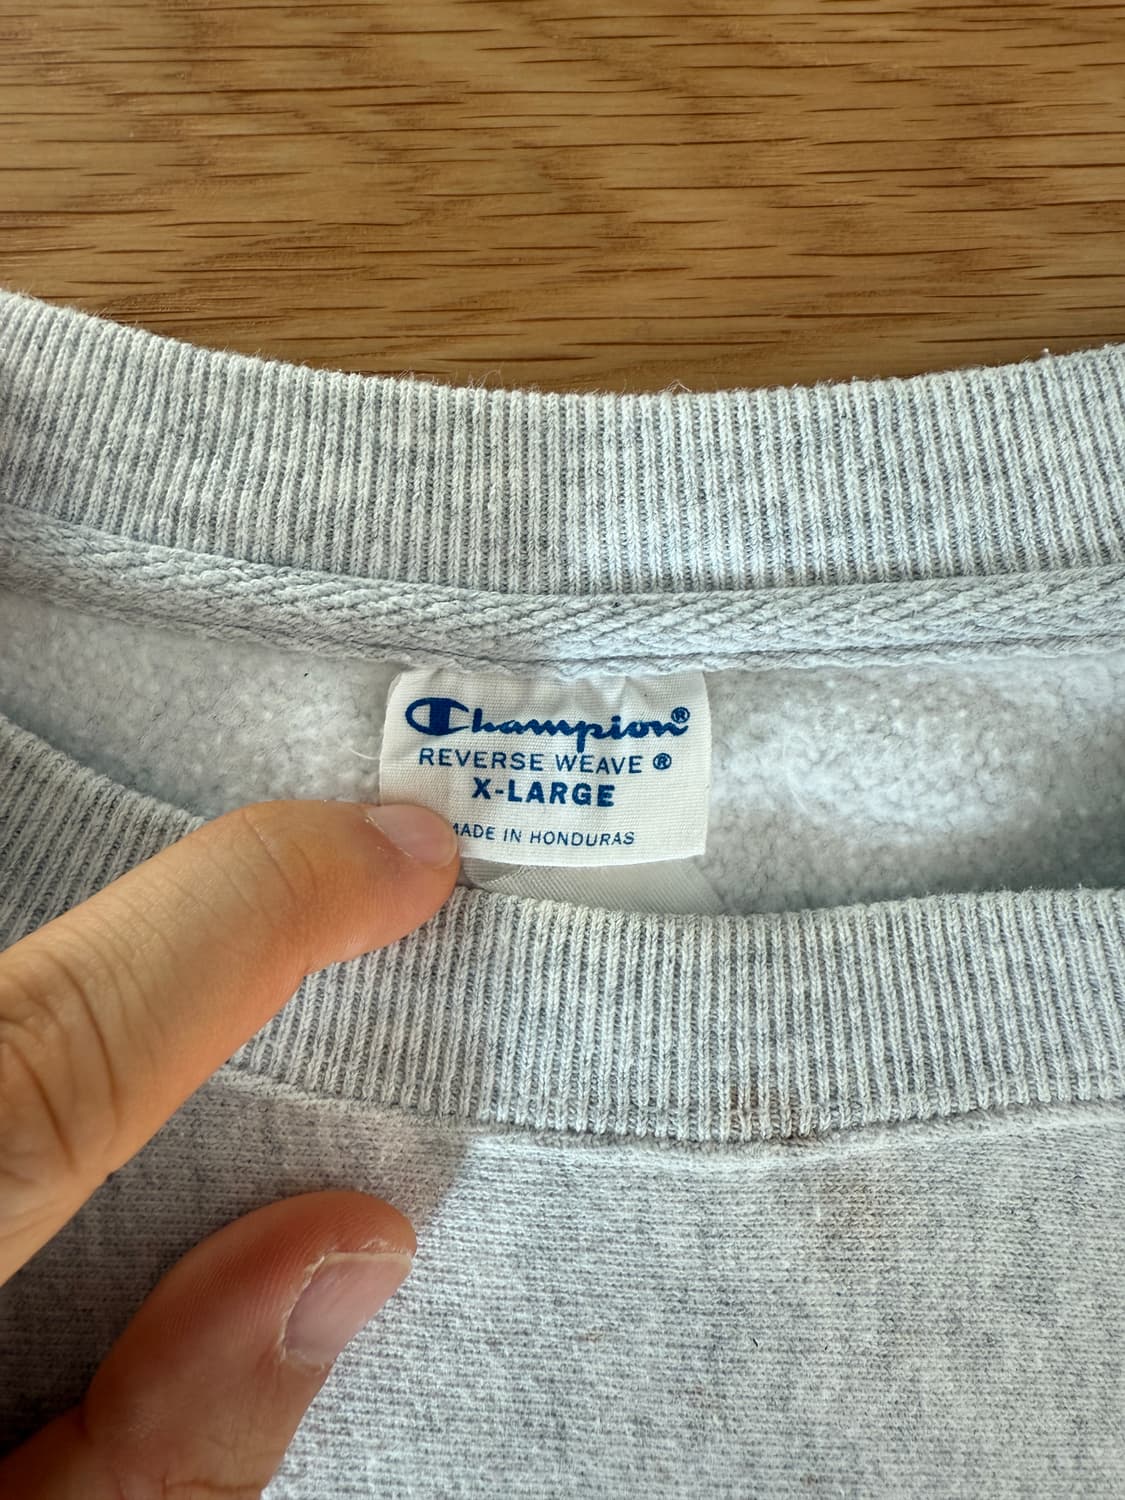 Champion®
REVERSE WEAVE ®
X-LARGE
MADE IN HONDURAS